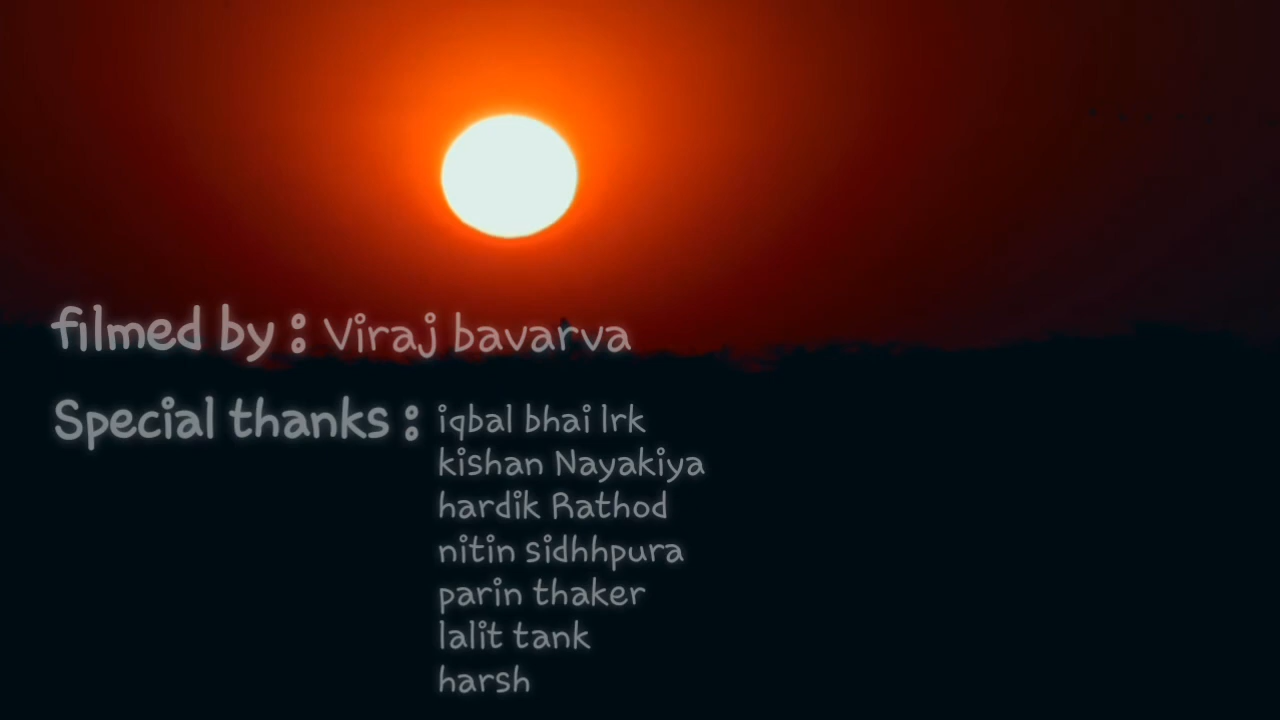 filmed by : Viraj bavarva
Special thanks : iqbal bhai lrk
kishan Nayakiya
hardik Rathod
nitin sidhhpura
parin thaker
lalit tank
harsh